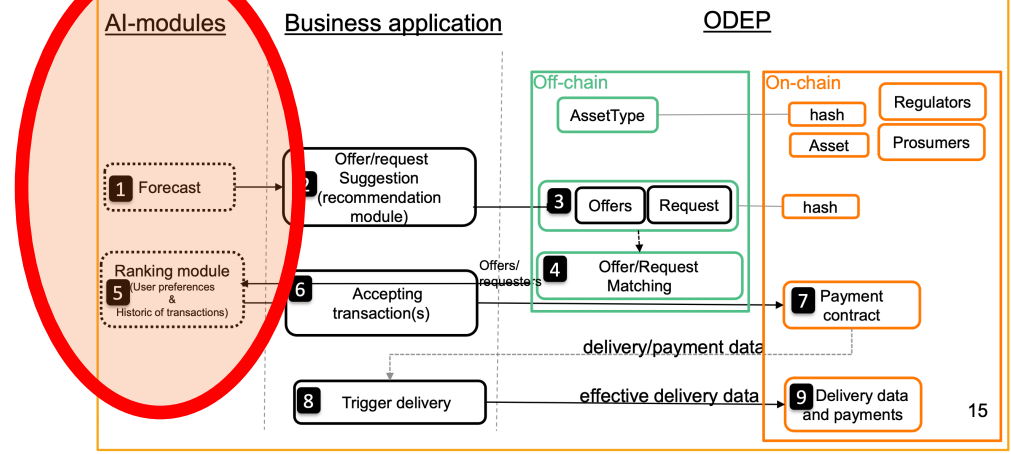 AI-modules
Business application
ODEP
Off-chain
On-chain
AssetType
hash
Regulators
Asset
Prosumers
1 Forecast
2 Offer/request
Suggestion
(recommendation
module)
3 Offers
Request
hash
4 Offer/Request
Matching
Offers/
requesters
5 Ranking module
(User preferences
&
Historic of transactions)
6 Accepting
transaction(s)
7 Payment
contract
delivery/payment data
8 Trigger delivery
effective delivery data
9 Delivery data
and payments
15